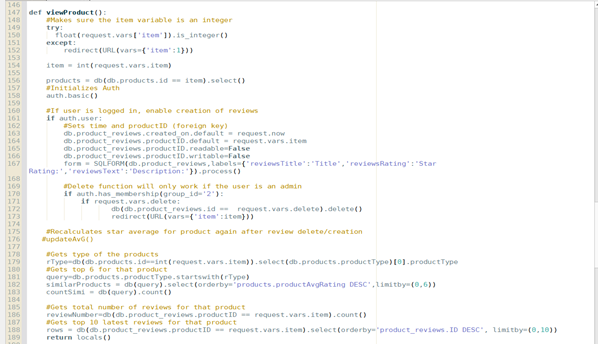 146
147 def viewProduct():
148 #Makes sure the item variable is an integer
149 try:
150 float(request.vars['item']).is_integer()
151 except:
152 redirect(URL(vars={'item':1}))
153
154 item = int(request.vars.item)
155
156 products = db(db.products.id == item).select()
157 #Initializes Auth
158 auth.basic()
159
160 #If user is logged in, enable creation of reviews
161 if auth.user:
162 #Sets time and productID (foreign key)
163 db.product_reviews.created_on.default = request.now
164 db.product_reviews.productID.default = request.vars.item
165 db.product_reviews.productID.readable=False
166 db.product_reviews.productID.writable=False
167 form = SQLFORM(db.product_reviews,labels={'reviewsTitle':'Title','reviewsRating':'Star
Rating:','reviewsText':'Description:'}).process()
168
169 #Delete function will only work if the user is an admin
170 if auth.has_membership(group_id='2'):
171 if request.vars.delete:
172 db(db.product_reviews.id == request.vars.delete).delete()
173 redirect(URL(vars={'item':item}))
174
175 #Recalculates star average for product again after review delete/creation
176 #updateAvG()
177
178 #Gets type of the products
179 rType=db(db.products.id==int(request.vars.item)).select(db.products.productType)[0].productType
180 #Gets top 6 for that product
181 query=db.products.productType.startswith(rType)
182 similarProducts = db(query).select(orderby='products.productAvgRating DESC',limitby=(0,6))
183 countSimi = db(query).count()
184
185 #Gets total number of reviews for that product
186 reviewNumber=db(db.product_reviews.productID == request.vars.item).count()
187 #Gets top 10 latest reviews for that product
188 rows = db(db.product_reviews.productID == request.vars.item).select(orderby='product_reviews.ID DESC', limitby=(0,10))
189 return locals()